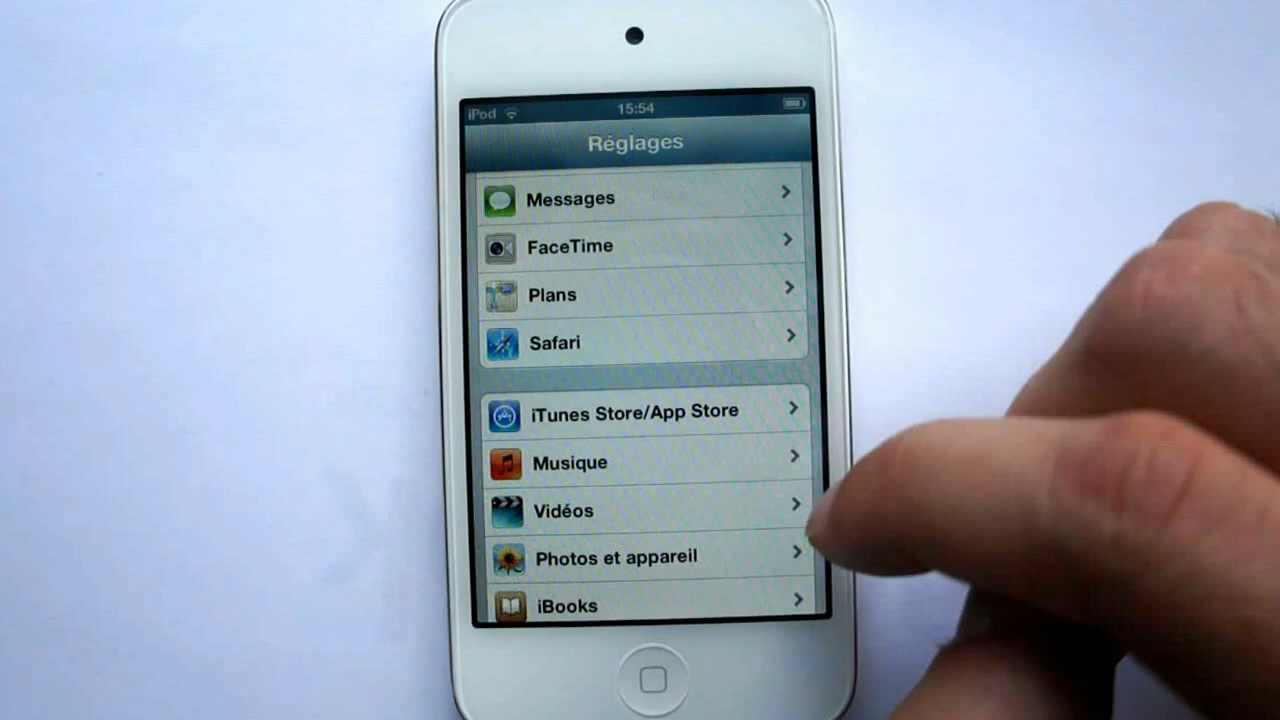 iPod 15:54
Réglages
Messages
FaceTime
Plans
Safari
iTunes Store/App Store
Musique
Vidéos
Photos et appareil
iBooks